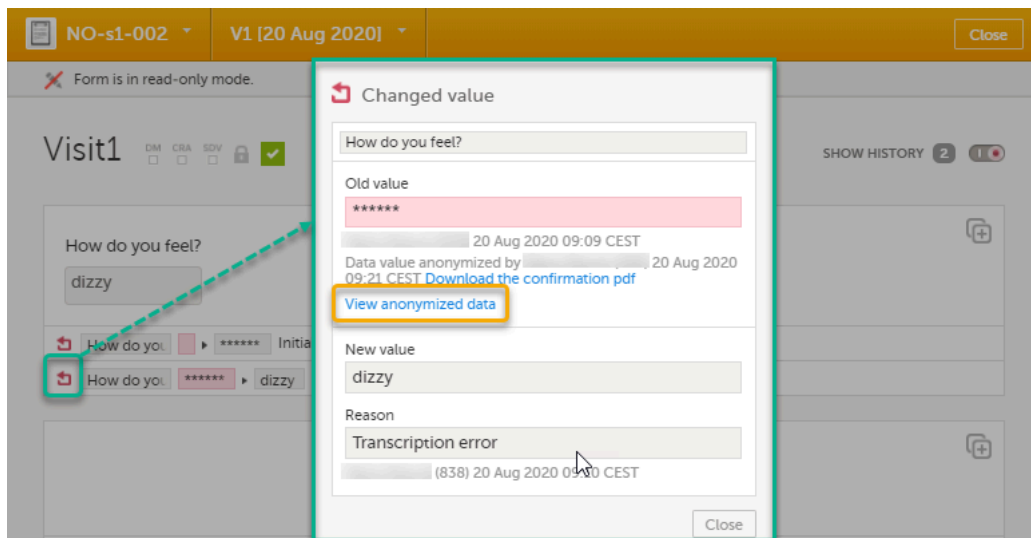 NO-s1-002
V1 [20 Aug 2020]
Close
Form is in read-only mode.
Visit1
DM CRA SDV
SHOW HISTORY 2
How do you feel?
dizzy
How do you
****** Initia
How do you
****** dizzy
Changed value
How do you feel?
Old value
******
20 Aug 2020 09:09 CEST
Data value anonymized by
20 Aug 2020
09:21 CEST Download the confirmation pdf
View anonymized data
New value
dizzy
Reason
Transcription error
(838) 20 Aug 2020 CEST
Close